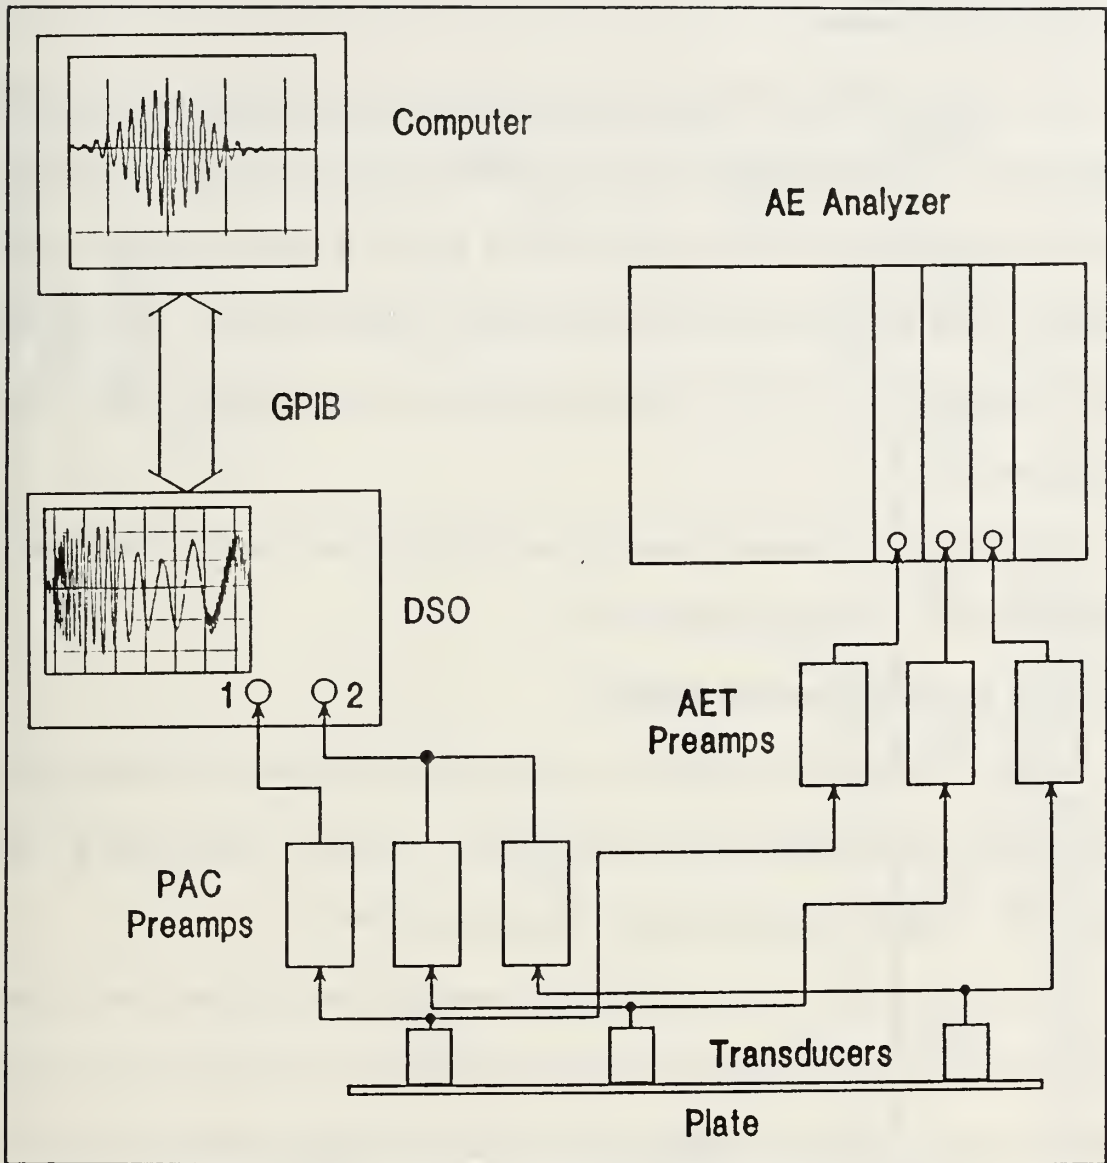 Computer
AE Analyzer
GPIB
DSO
1
2
AET
Preamps
PAC
Preamps
Transducers
Plate